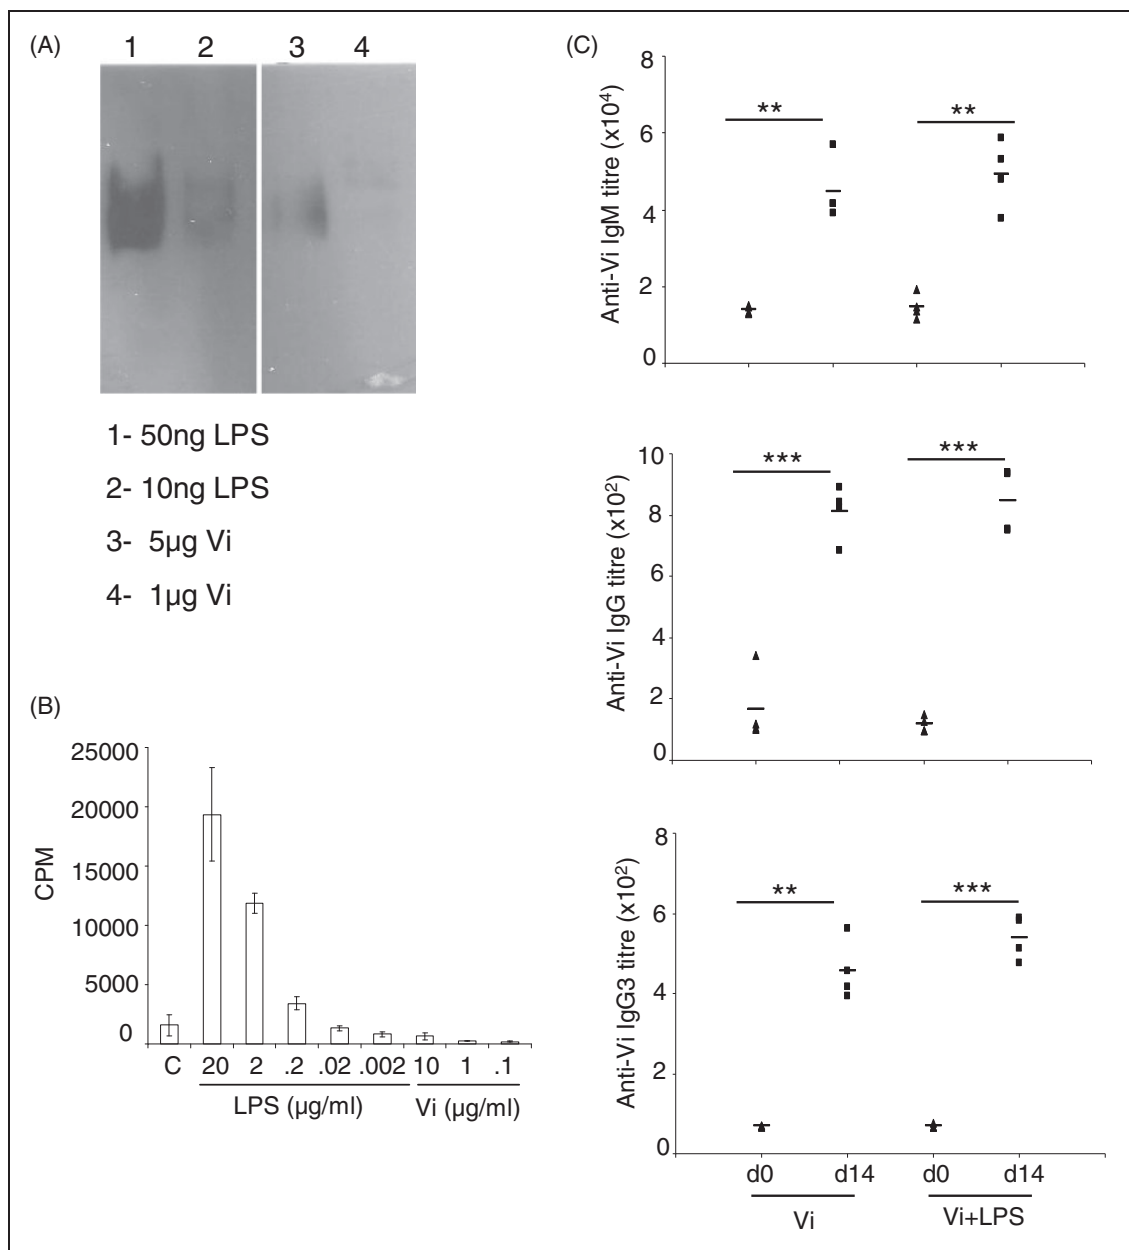 (A)
1 2 3 4
1- 50ng LPS
2- 10ng LPS
3- 5µg Vi
4- 1µg Vi
(B)
25000
20000
15000
10000
5000
0
CPM
C 20 2 .2 .02 .002 10 1 .1
LPS (µg/ml) Vi (µg/ml)
(C)
Anti-Vi IgM titre (x10⁴)
8
6
4
2
0
** **
Anti-Vi IgG titre (x10²)
10
8
6
4
2
0
*** ***
Anti-Vi IgG3 titre (x10²)
8
6
4
2
0
** ***
d0 d14 d0 d14
Vi Vi+LPS